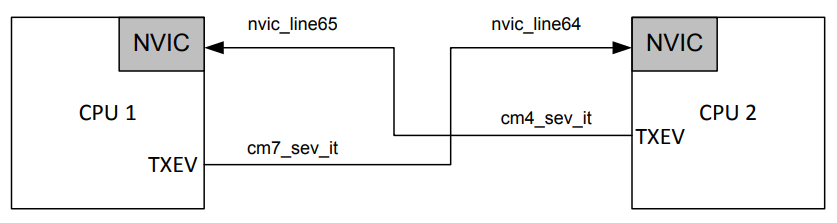 nvic_line65
nvic_line64
NVIC
NVIC
CPU 1
CPU 2
cm4_sev_it
TXEV
cm7_sev_it
TXEV